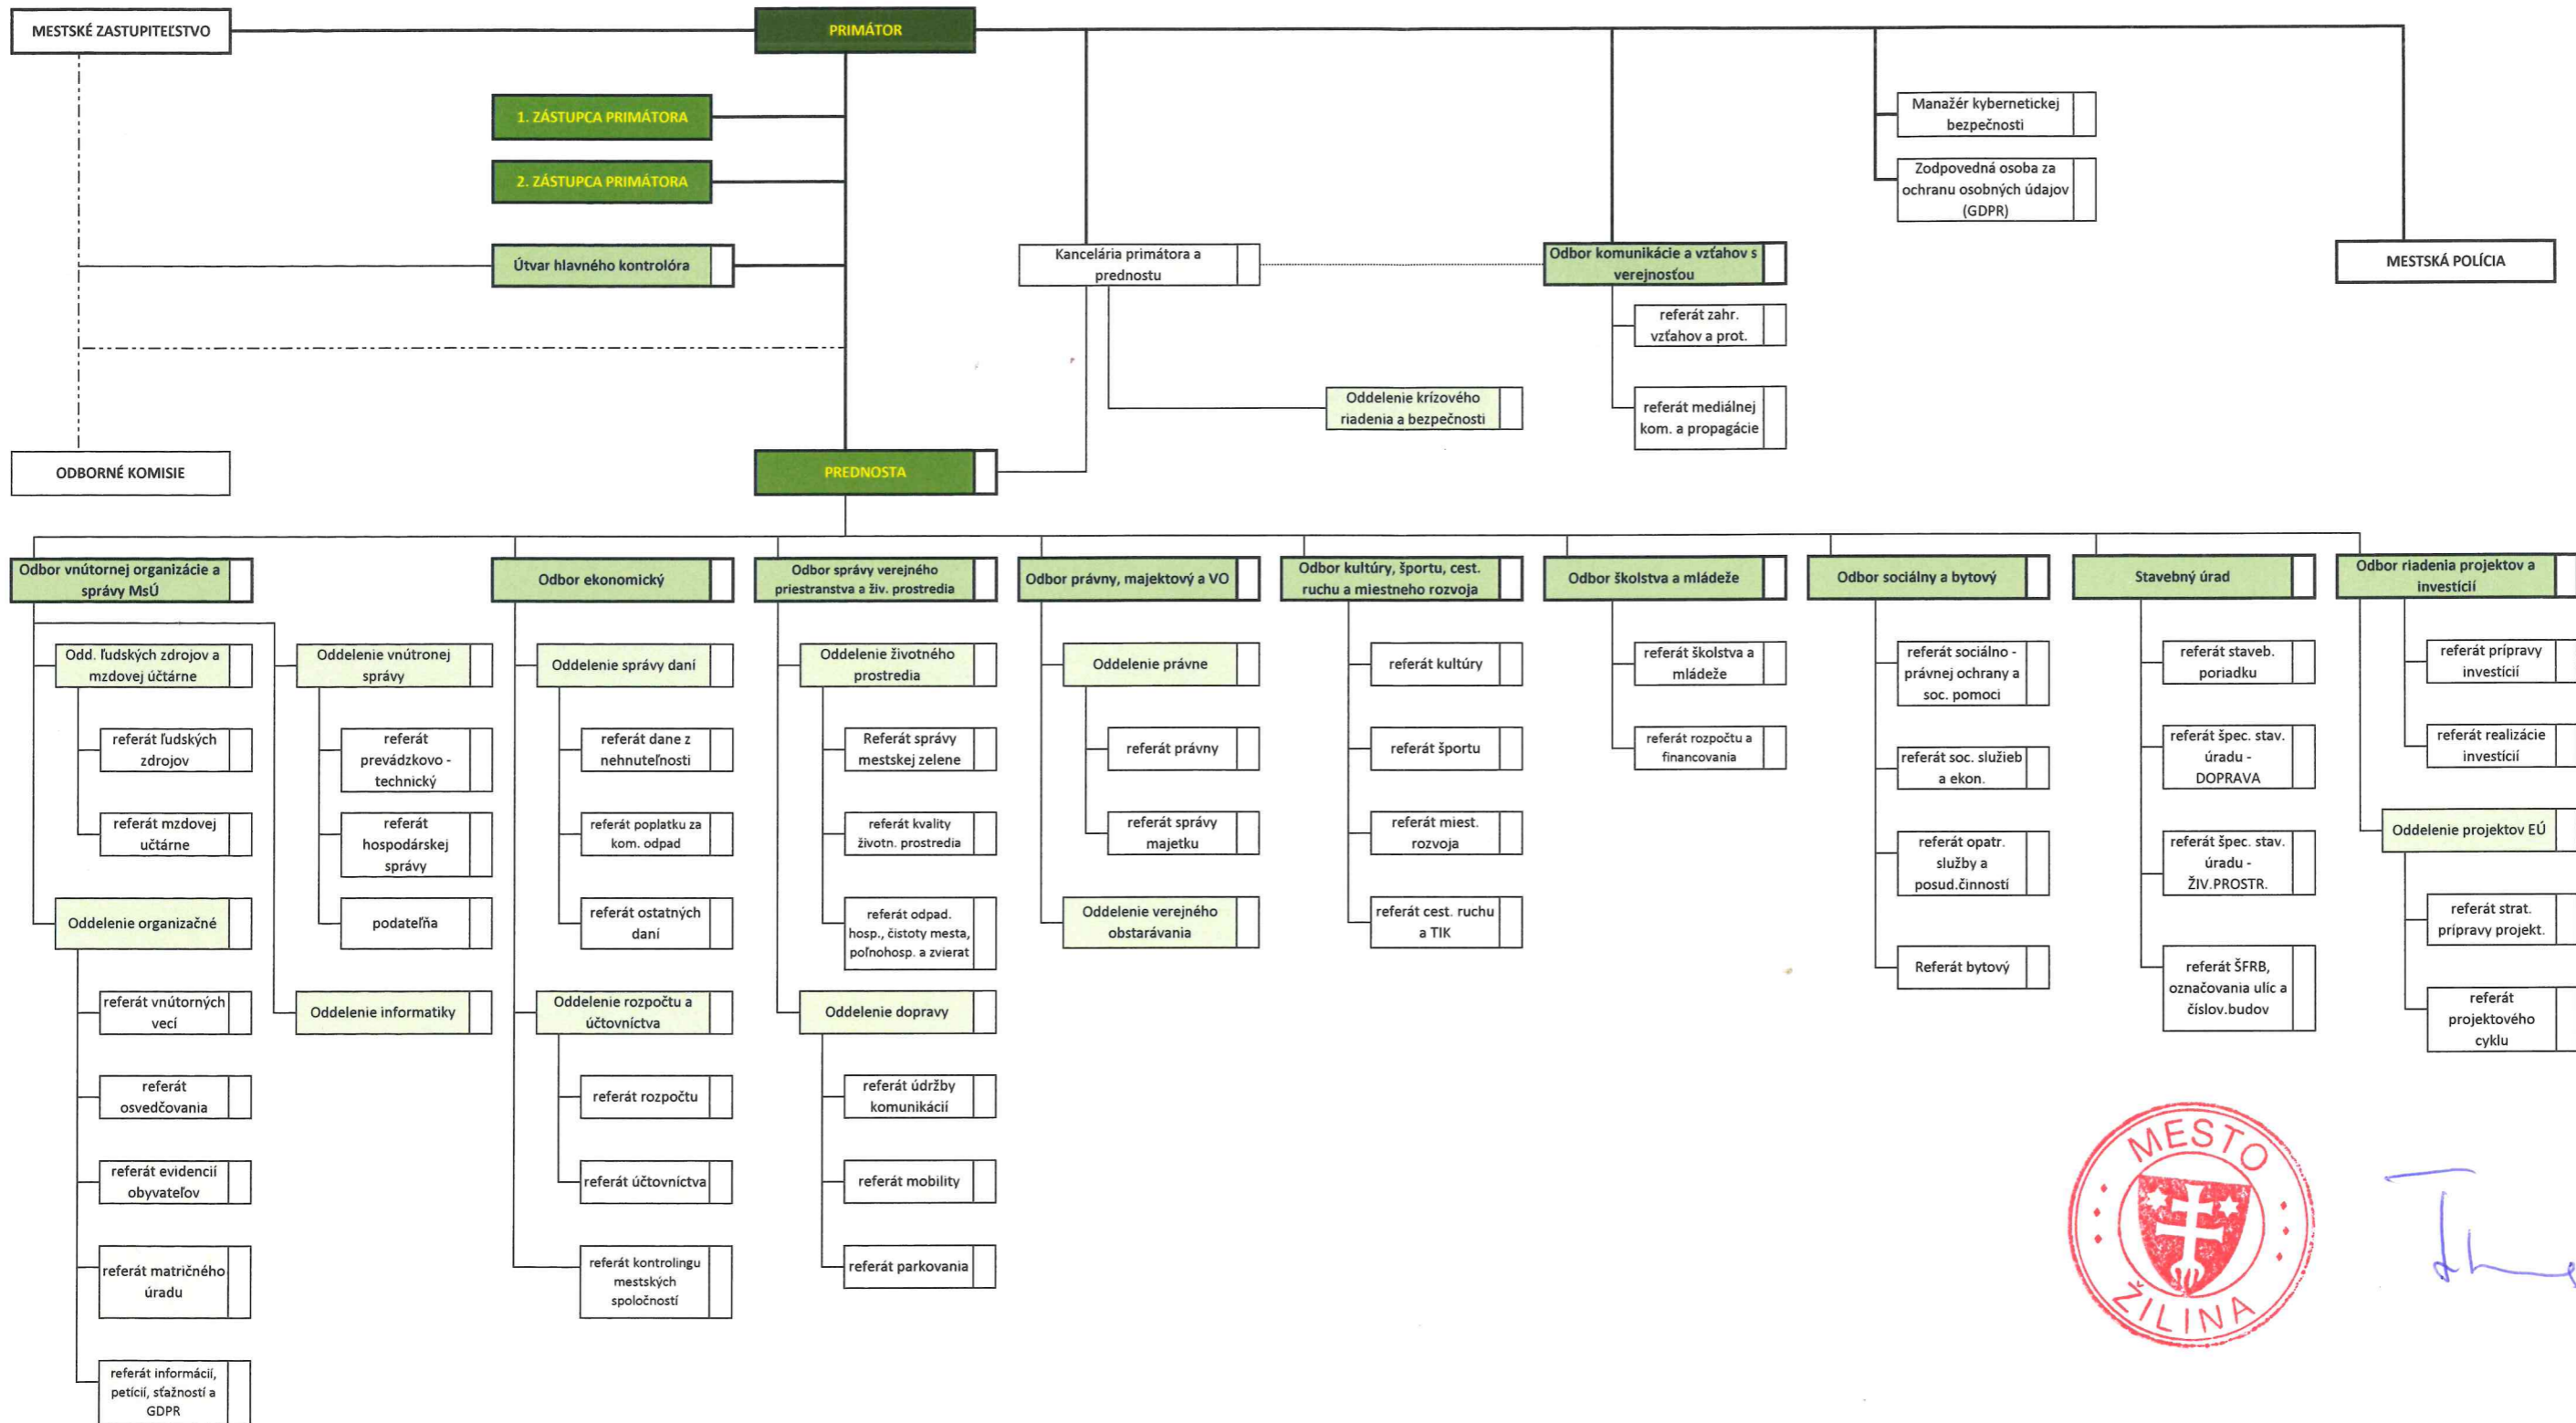 MESTSKÉ ZASTUPITEĽSTVO
PRIMÁTOR
1. ZÁSTUPCA PRIMÁTORA
2. ZÁSTUPCA PRIMÁTORA
Manažér kybernetickej
bezpečnosti
Zodpovedná osoba za
ochranu osobných údajov
(GDPR)
Útvar hlavného kontrolóra
Kancelária primátora a
prednostu
Odbor komunikácie a vzťahov s
verejnosťou
MESTSKÁ POLÍCIA
referát zahr.
vzťahov a prot.
Oddelenie krízového
riadenia a bezpečnosti
referát mediálnej
kom. a propagácie
ODBORNÉ KOMISIE
PREDNOSTA
Odbor vnútornej organizácie a
správy MsÚ
Odd. ľudských zdrojov a
mzdovej účtárne
referát ľudských
zdrojov
referát mzdovej
učtárne
Oddelenie organizačné
referát vnútorných
vecí
referát
osvedčovania
referát evidencií
obyvateľov
referát matričného
úradu
referát informácií,
petícií, sťažností a
GDPR
Oddelenie vnútronej
správy
referát
prevádzkovo -
technický
referát
hospodárskej
správy
podateľňa
Oddelenie informatiky
Odbor ekonomický
Oddelenie správy daní
referát dane z
nehnuteľnosti
referát poplatku za
kom. odpad
referát ostatných
daní
Oddelenie rozpočtu a
účtovníctva
referát rozpočtu
referát účtovníctva
referát kontrolingu
mestských
spoločností
Odbor správy verejného
priestranstva a živ. prostredia
Oddelenie životného
prostredia
Referát správy
mestskej zelene
referát kvality
životn. prostredia
referát odpad.
hosp., čistoty mesta,
poľnohosp. a zvierat
Oddelenie dopravy
referát údržby
komunikácií
referát mobility
referát parkovania
Odbor právny, majektový a VO
Oddelenie právne
referát právny
referát správy
majetku
Oddelenie verejného
obstarávania
Odbor kultúry, športu, cest.
ruchu a miestneho rozvoja
referát kultúry
referát športu
referát miest.
rozvoja
referát cest. ruchu
a TIK
Odbor školstva a mládeže
referát školstva a
mládeže
referát rozpočtu a
financovania
Odbor sociálny a bytový
referát sociálno -
právnej ochrany a
soc. pomoci
referát soc. služieb
a ekon.
referát opatr.
služby a
posud.činností
Referát bytový
Stavebný úrad
referát staveb.
poriadku
referát špec. stav.
úradu -
DOPRAVA
referát špec. stav.
úradu -
ŽIV.PROSTR.
referát ŠFRB,
označovania ulíc a
číslov.budov
Odbor riadenia projektov a
investícií
referát prípravy
investícií
referát realizácie
investícií
Oddelenie projektov EÚ
referát strat.
prípravy projekt.
referát
projektového
cyklu
MESTO
ŽILINA